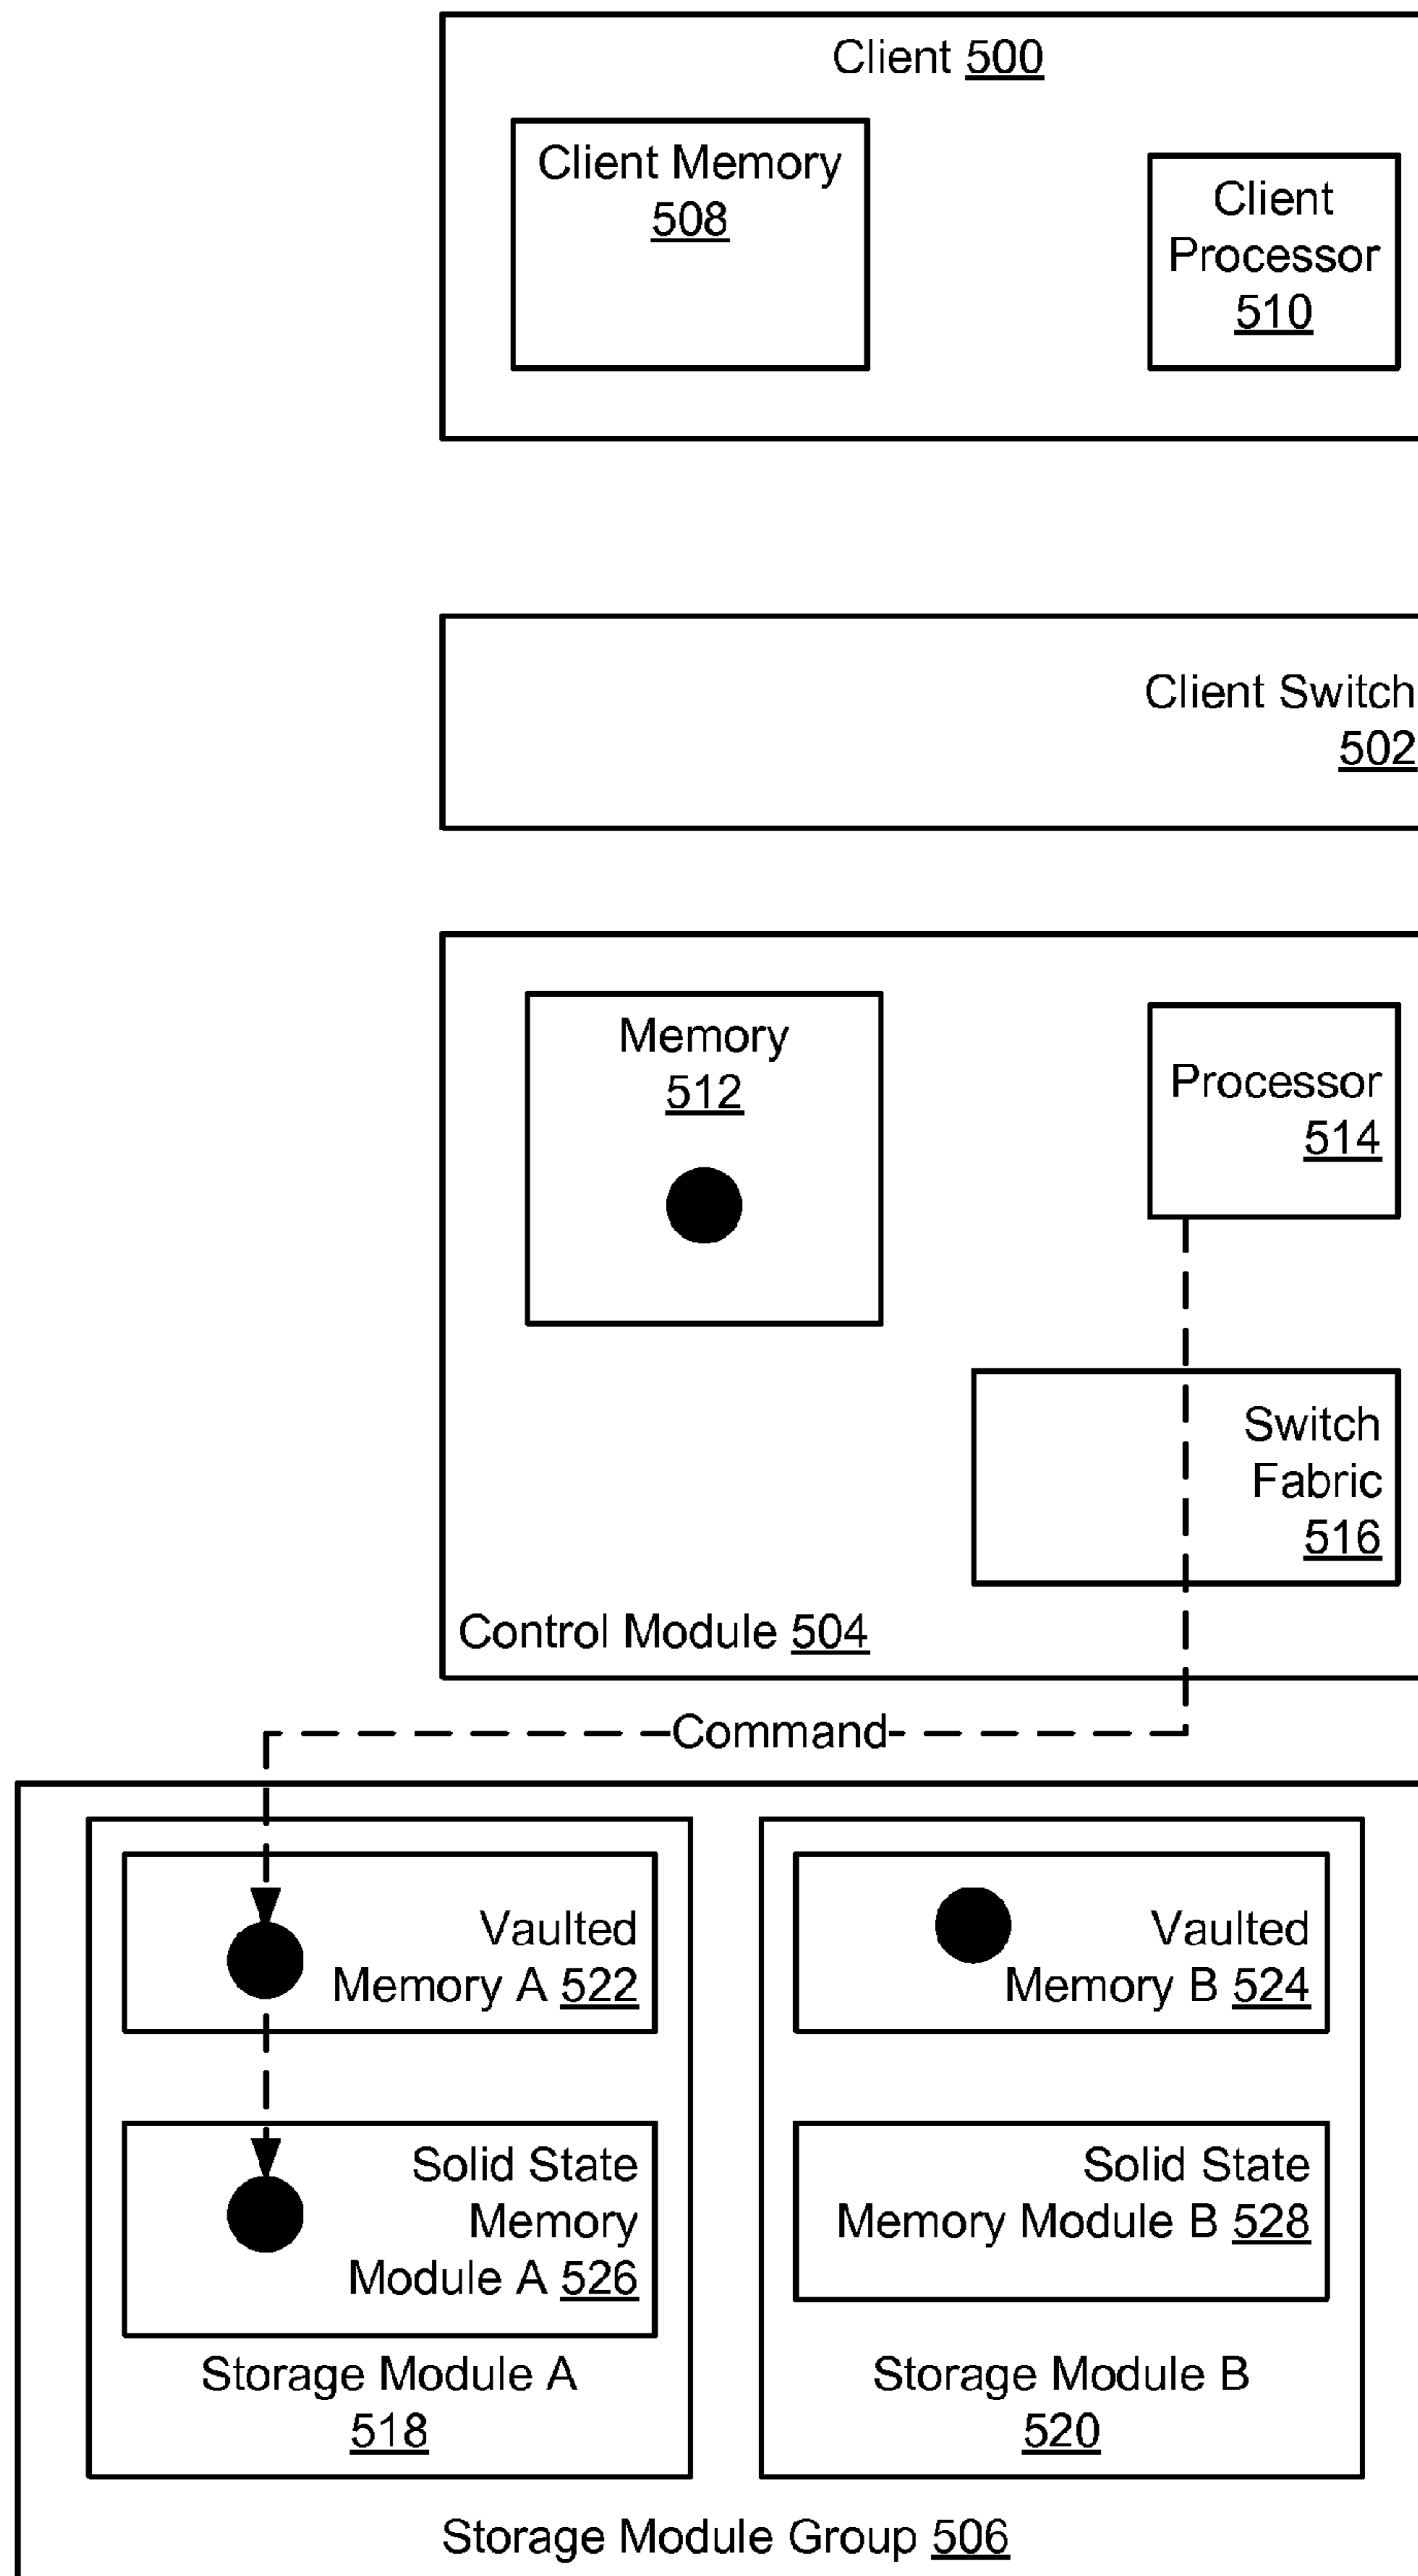 Client 500
Client Memory
508
Client
Processor
510
Client Switch
502
Memory
512
Processor
514
Switch
Fabric
516
Control Module 504
Command
Vaulted
Memory A 522
Vaulted
Memory B 524
Solid State
Memory
Module A 526
Solid State
Memory Module B 528
Storage Module A
518
Storage Module B
520
Storage Module Group 506